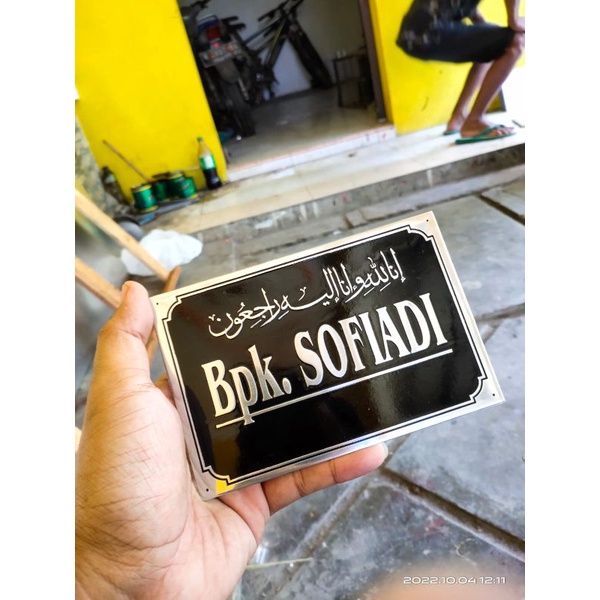 إنا لله وإنا إليه راجعون
Bpk. SOFIADI
2022.10.04 12:11